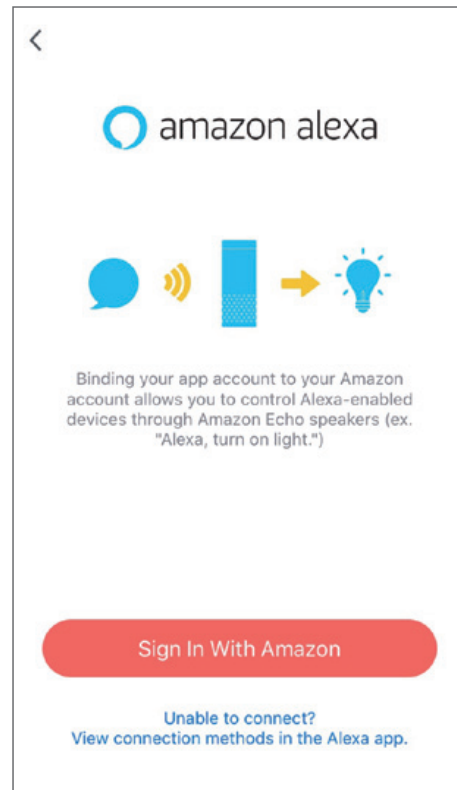 amazon alexa
Binding your app account to your Amazon
account allows you to control Alexa-enabled
devices through Amazon Echo speakers (ex.
"Alexa, turn on light.")
Sign In With Amazon
Unable to connect?
View connection methods in the Alexa app.